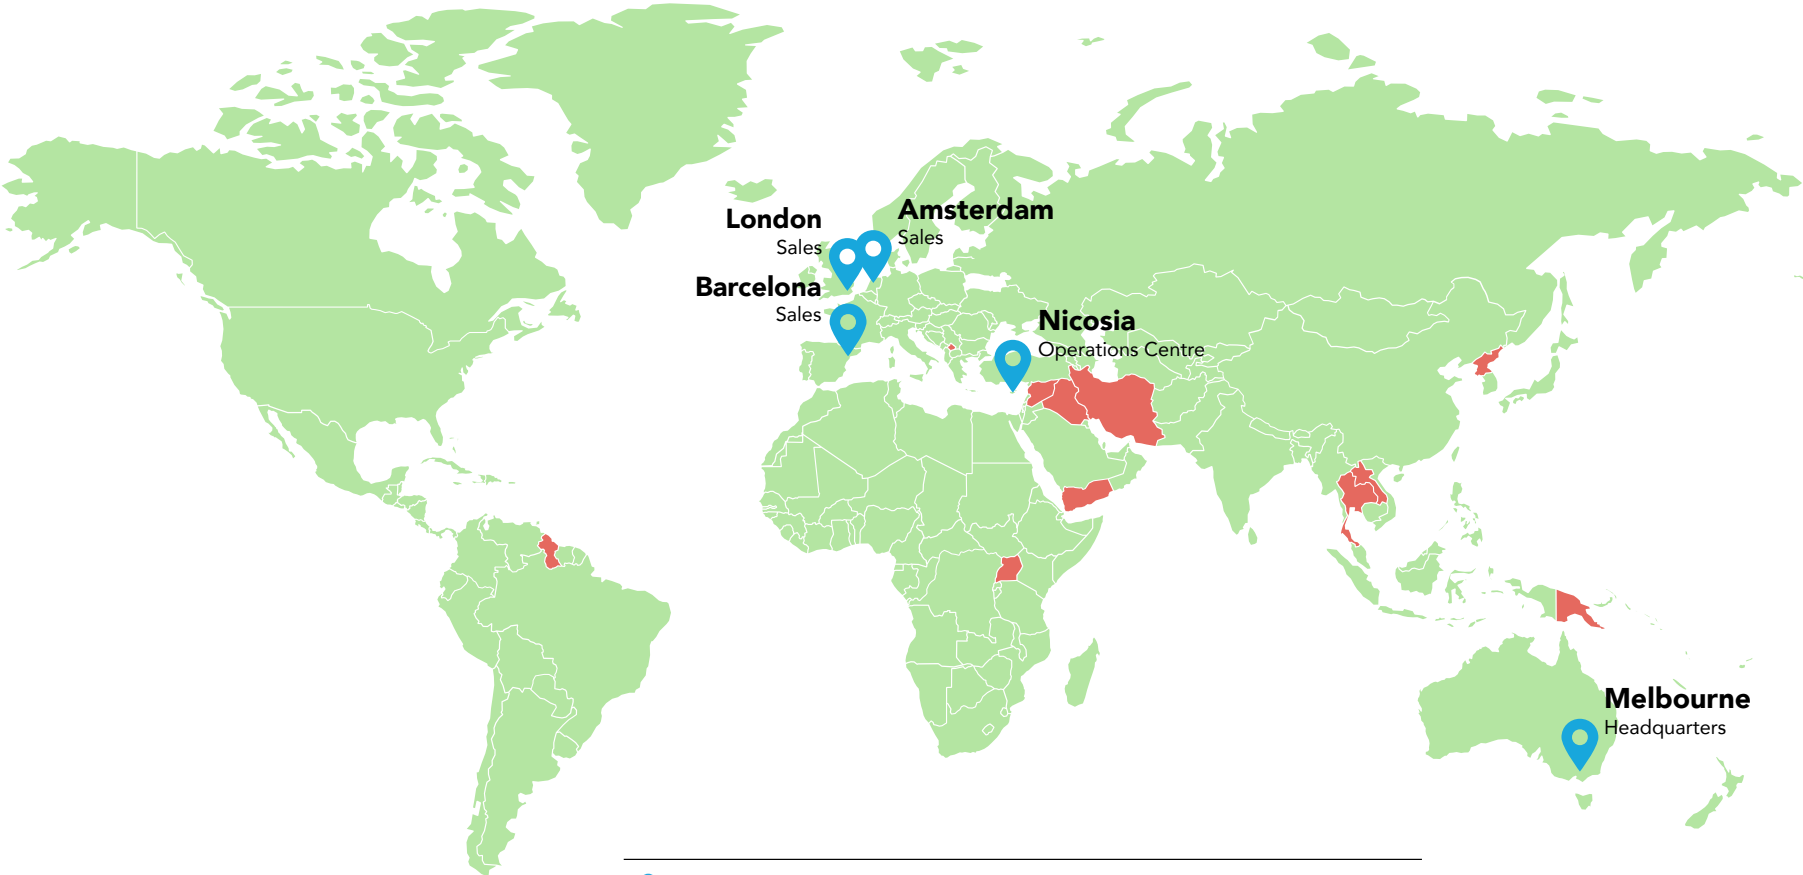 London
Sales
Amsterdam
Sales
Barcelona
Sales
Nicosia
Operations Centre
Melbourne
Headquarters